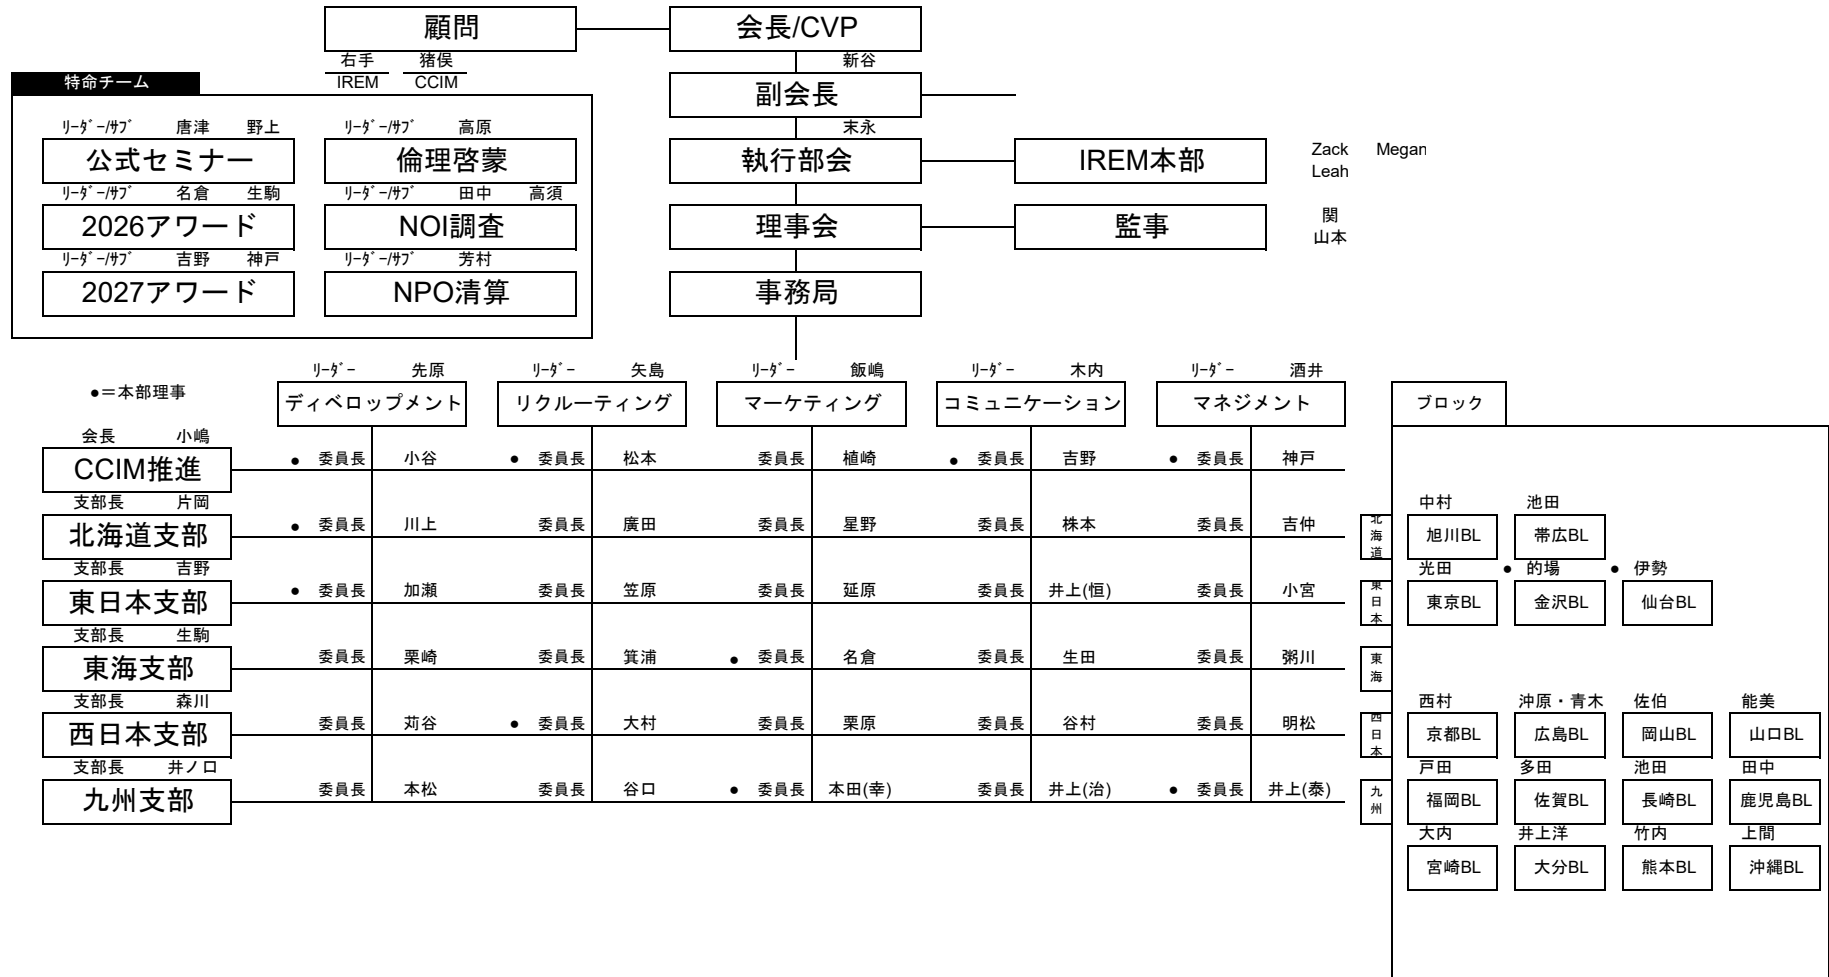 顧問 会長/CVP
右手 猪俣 新谷
IREM CCIM
特命チーム
副会長
ﾘｰﾀﾞｰ/ｻﾌﾞ 唐津 野上 ﾘｰﾀﾞｰ/ｻﾌﾞ 高原 末永
公式セミナー 倫理啓蒙 執行部会 IREM本部 Zack Megan
Leah
ﾘｰﾀﾞｰ/ｻﾌﾞ 名倉 生駒 ﾘｰﾀﾞｰ/ｻﾌﾞ 田中 高須
2026アワード NOI調査 理事会 監事 関
山本
ﾘｰﾀﾞｰ/ｻﾌﾞ 吉野 神戸 ﾘｰﾀﾞｰ/ｻﾌﾞ 芳村
2027アワード NPO清算 事務局
ﾘｰﾀﾞｰ 先原 ﾘｰﾀﾞｰ 矢島 ﾘｰﾀﾞｰ 飯嶋 ﾘｰﾀﾞｰ 木内 ﾘｰﾀﾞｰ 酒井
●＝本部理事
ディベロップメント リクルーティング マーケティング コミュニケーション マネジメント ブロック
会長 小嶋
CCIM推進 ● 委員長 小谷 ● 委員長 松本 委員長 植崎 ● 委員長 吉野 ● 委員長 神戸
支部長 片岡 中村 池田
北海道支部 ● 委員長 川上 委員長 廣田 委員長 星野 委員長 株本 委員長 吉仲 北海道 旭川BL 帯広BL
支部長 吉野 光田 ● 的場 ● 伊勢
東日本支部 ● 委員長 加瀬 委員長 笠原 委員長 延原 委員長 井上(恒) 委員長 小宮 東日本 東京BL 金沢BL 仙台BL
支部長 生駒
東海支部 委員長 栗崎 委員長 箕浦 ● 委員長 名倉 委員長 生田 委員長 粥川 東海
支部長 森川 西村 沖原・青木 佐伯 能美
西日本支部 委員長 苅谷 ● 委員長 大村 委員長 栗原 委員長 谷村 委員長 明松 西日本 京都BL 広島BL 岡山BL 山口BL
支部長 井ノ口 戸田 多田 池田 田中
九州支部 委員長 本松 委員長 谷口 ● 委員長 本田(幸) 委員長 井上(治) ● 委員長 井上(泰) 九州 福岡BL 佐賀BL 長崎BL 鹿児島BL
大内 井上洋 竹内 上間
宮崎BL 大分BL 熊本BL 沖縄BL